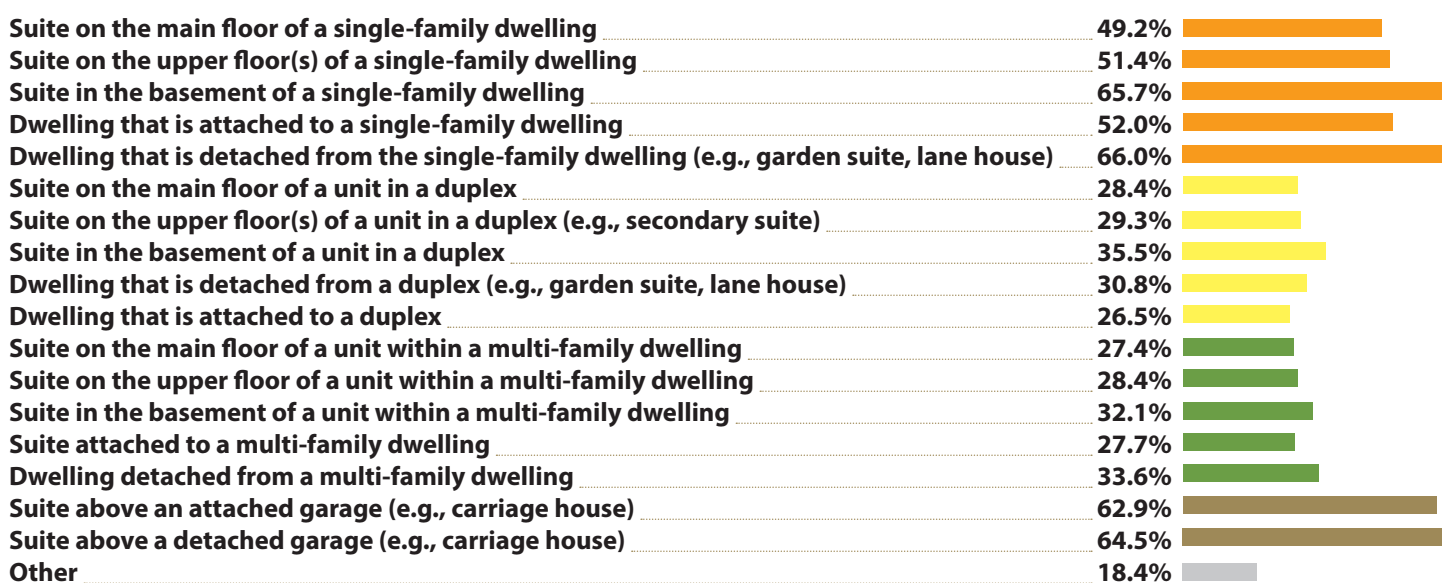 Suite on the main floor of a single-family dwelling 49.2%
Suite on the upper floor(s) of a single-family dwelling 51.4%
Suite in the basement of a single-family dwelling 65.7%
Dwelling that is attached to a single-family dwelling 52.0%
Dwelling that is detached from the single-family dwelling (e.g., garden suite, lane house) 66.0%
Suite on the main floor of a unit in a duplex 28.4%
Suite on the upper floor(s) of a unit in a duplex (e.g., secondary suite) 29.3%
Suite in the basement of a unit in a duplex 35.5%
Dwelling that is detached from a duplex (e.g., garden suite, lane house) 30.8%
Dwelling that is attached to a duplex 26.5%
Suite on the main floor of a unit within a multi-family dwelling 27.4%
Suite on the upper floor of a unit within a multi-family dwelling 28.4%
Suite in the basement of a unit within a multi-family dwelling 32.1%
Suite attached to a multi-family dwelling 27.7%
Dwelling detached from a multi-family dwelling 33.6%
Suite above an attached garage (e.g., carriage house) 62.9%
Suite above a detached garage (e.g., carriage house) 64.5%
Other 18.4%